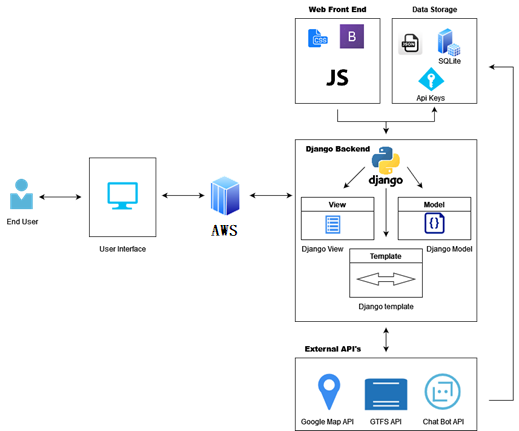 Web Front End
Data Storage
CSS
B
JSON
SQLite
JS
Api Keys
Django Backend
django
View
Model
{}
Django View
Django Model
Template
Django template
End User
User Interface
AWS
External API's
Google Map API
GTFS API
Chat Bot API